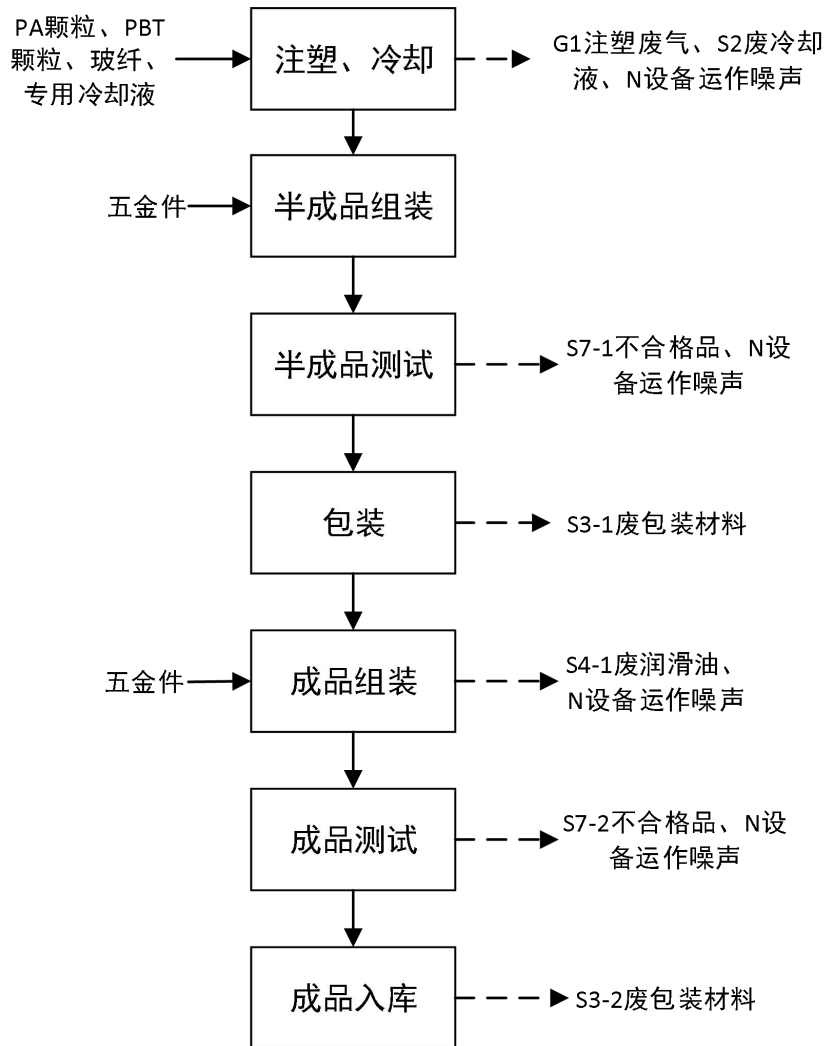 PA颗粒、PBT
颗粒、玻纤、
专用冷却液
注塑、冷却
G1注塑废气、S2废冷却
液、N设备运作噪声
五金件
半成品组装
半成品测试
S7-1不合格品、N设
备运作噪声
包装
S3-1废包装材料
五金件
成品组装
S4-1废润滑油、
N设备运作噪声
成品测试
S7-2不合格品、N设
备运作噪声
成品入库
S3-2废包装材料